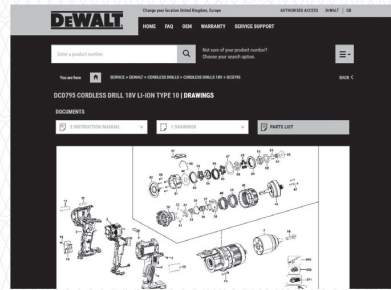 DEWALT
Change your location United Kingdom, Europe
AUTHORISED ACCESS DeWALT GB
HOME FAQ OEM WARRANTY SERVICE SUPPORT
Enter a product number.
Not sure of your product number?
Choose your search option.
You are here
SERVICE > DEWALT > CORDLESS DRILLS > CORDLESS DRILLS 18V > DCD795
BACK <
DCD795 CORDLESS DRILL 18V LI-ION TYPE 10 | DRAWINGS
DOCUMENTS
2 INSTRUCTION MANUAL
1 DRAWINGS
PARTS LIST